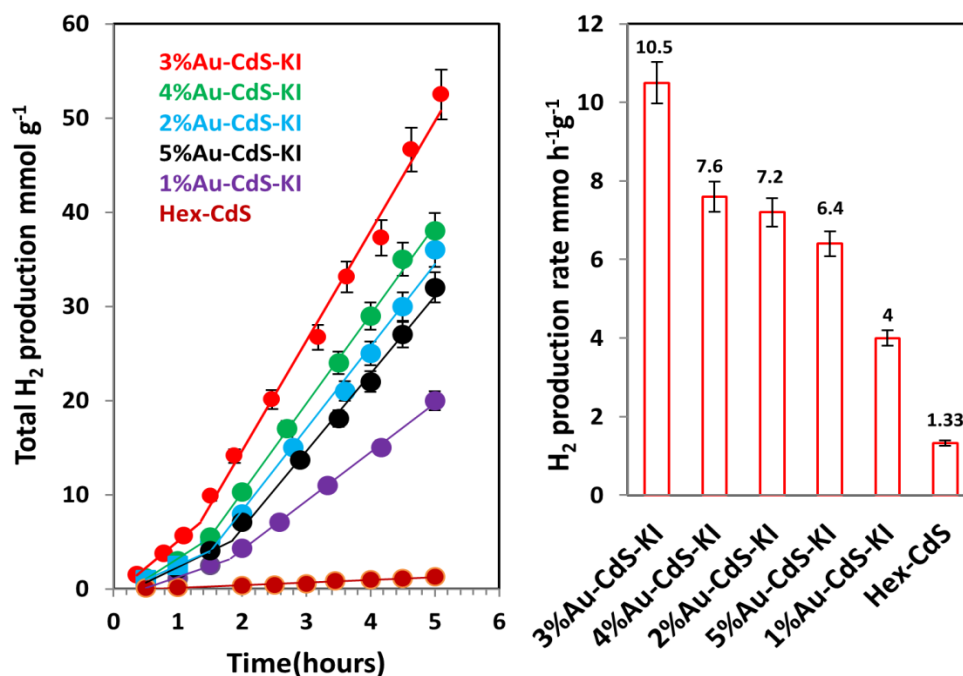 Total H₂ production mmol g⁻¹
60
50
40
30
20
10
0
3%Au-CdS-KI
4%Au-CdS-KI
2%Au-CdS-KI
5%Au-CdS-KI
1%Au-CdS-KI
Hex-CdS
0 1 2 3 4 5 6
Time(hours)
H₂ production rate mmo h⁻¹g⁻¹
12
10
8
6
4
2
0
10.5
7.6
7.2
6.4
4
1.33
3%Au-CdS-KI
4%Au-CdS-KI
2%Au-CdS-KI
5%Au-CdS-KI
1%Au-CdS-KI
Hex-CdS